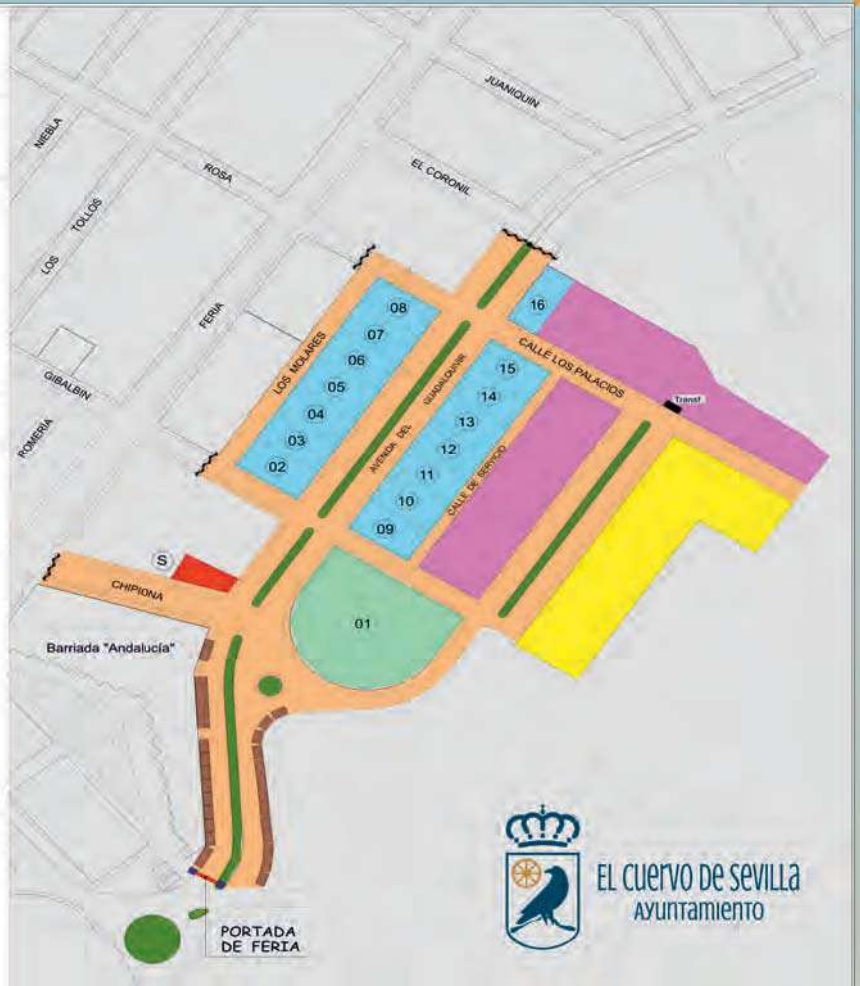 JUANIQUIN
NIEBLA
ROSA
EL CORONIL
LOS TOLLOS
FERIA
08
16
07
LOS MOLARES
06
GUADALQUIVIR
CALLE LOS PALACIOS
15
05
14
GIBALBIN
Transf
04
13
03
AVENIDA DEL
12
ROMERÍA
02
11
CALLE DE SERVICIO
10
09
S
CHIPIONA
01
Barriada "Andalucía"
EL CUERVO DE SEVILLA
AYUNTAMIENTO
PORTADA
DE FERIA